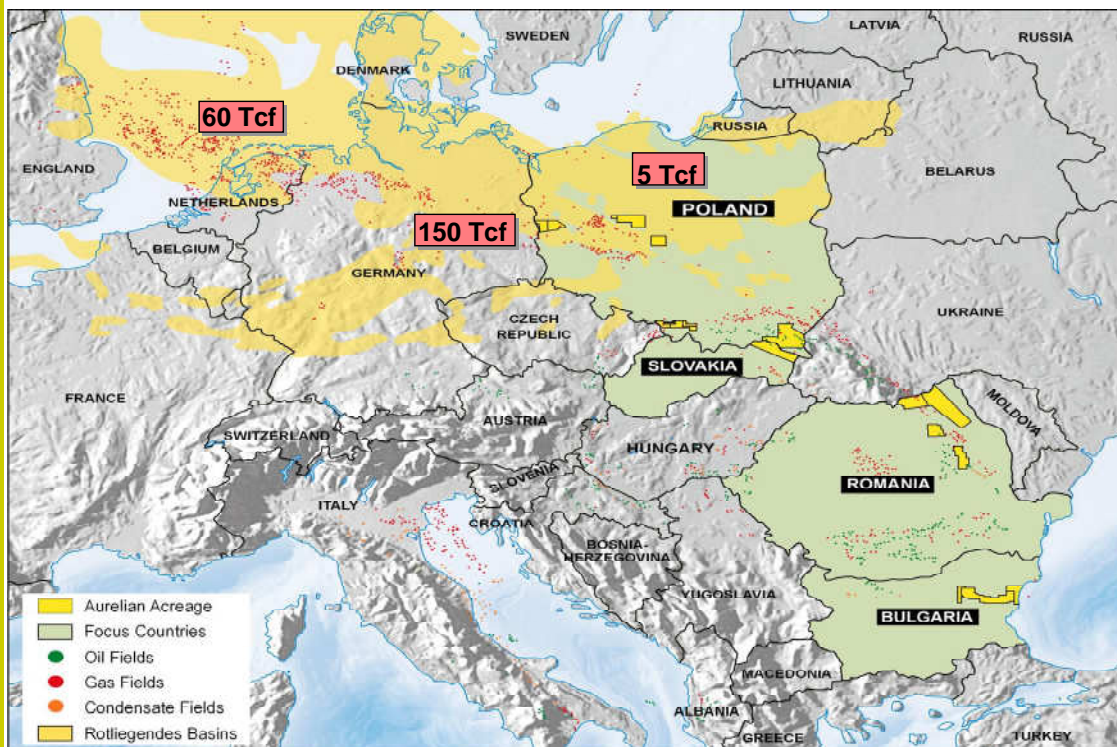 SWEDEN
LATVIA
RUSSIA
DENMARK
LITHUANIA
60 Tcf
RUSSIA
ENGLAND
5 Tcf
BELARUS
NETHERLANDS
POLAND
150 Tcf
BELGIUM
GERMANY
CZECH
REPUBLIC
UKRAINE
SLOVAKIA
FRANCE
AUSTRIA
MOLDOVA
SWITZERLAND
HUNGARY
SLOVENIA
ROMANIA
ITALY
CROATIA
BOSNIA-
HERZEGOVINA
YUGOSLAVIA
BULGARIA
MACEDONIA
ALBANIA
GREECE
TURKEY
Aurelian Acreage
Focus Countries
Oil Fields
Gas Fields
Condensate Fields
Rotliegendes Basins